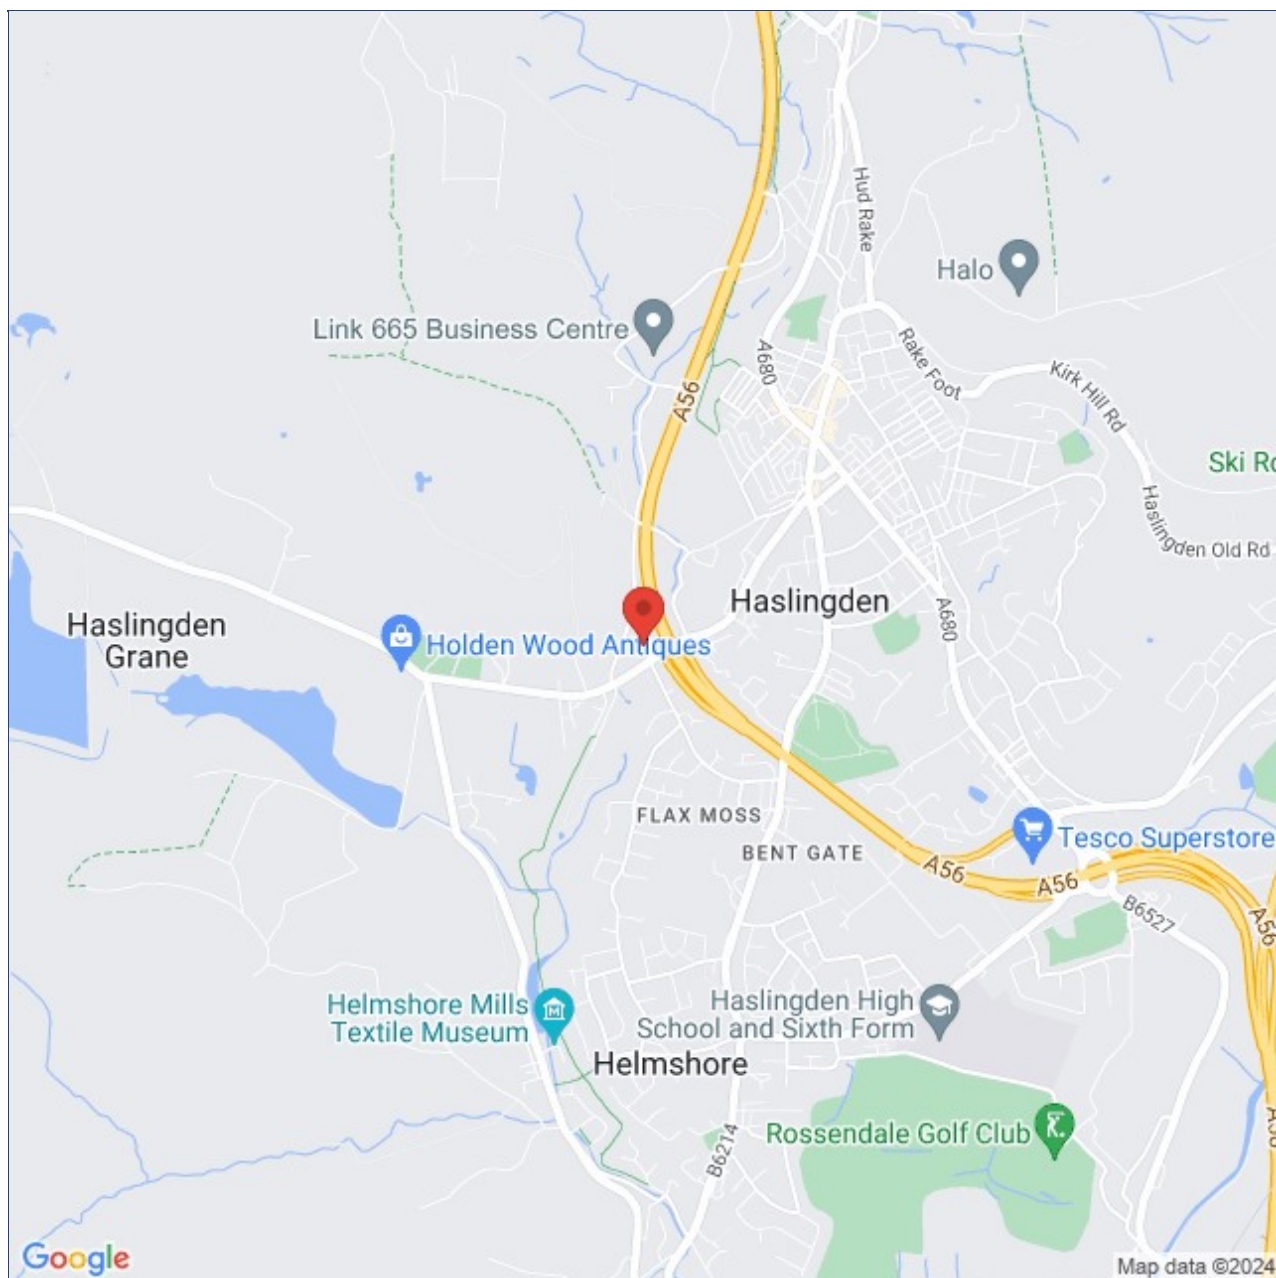 Hud Rake
Halo
Link 665 Business Centre
A680
Rake Foot
Kirk Hill Rd
A56
Ski Ro
Haslingden Old Rd
Haslingden
Haslingden
Grane
Holden Wood Antiques
A680
FLAX MOSS
BENT GATE
Tesco Superstore
A56
A56
B6527
A56
Helmshore Mills
Textile Museum
Haslingden High
School and Sixth Form
Helmshore
Rossendale Golf Club
B6214
A56
Google
Map data ©2024